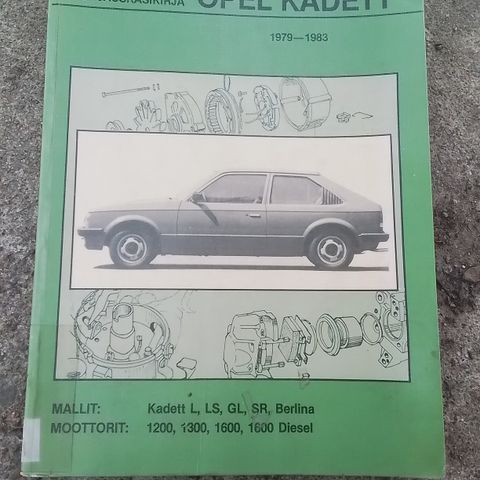 OPEL KADETT
1979—1983
MALLIT: Kadett L, LS, GL, SR, Berlina
MOOTTORIT: 1200, 1300, 1600, 1600 Diesel